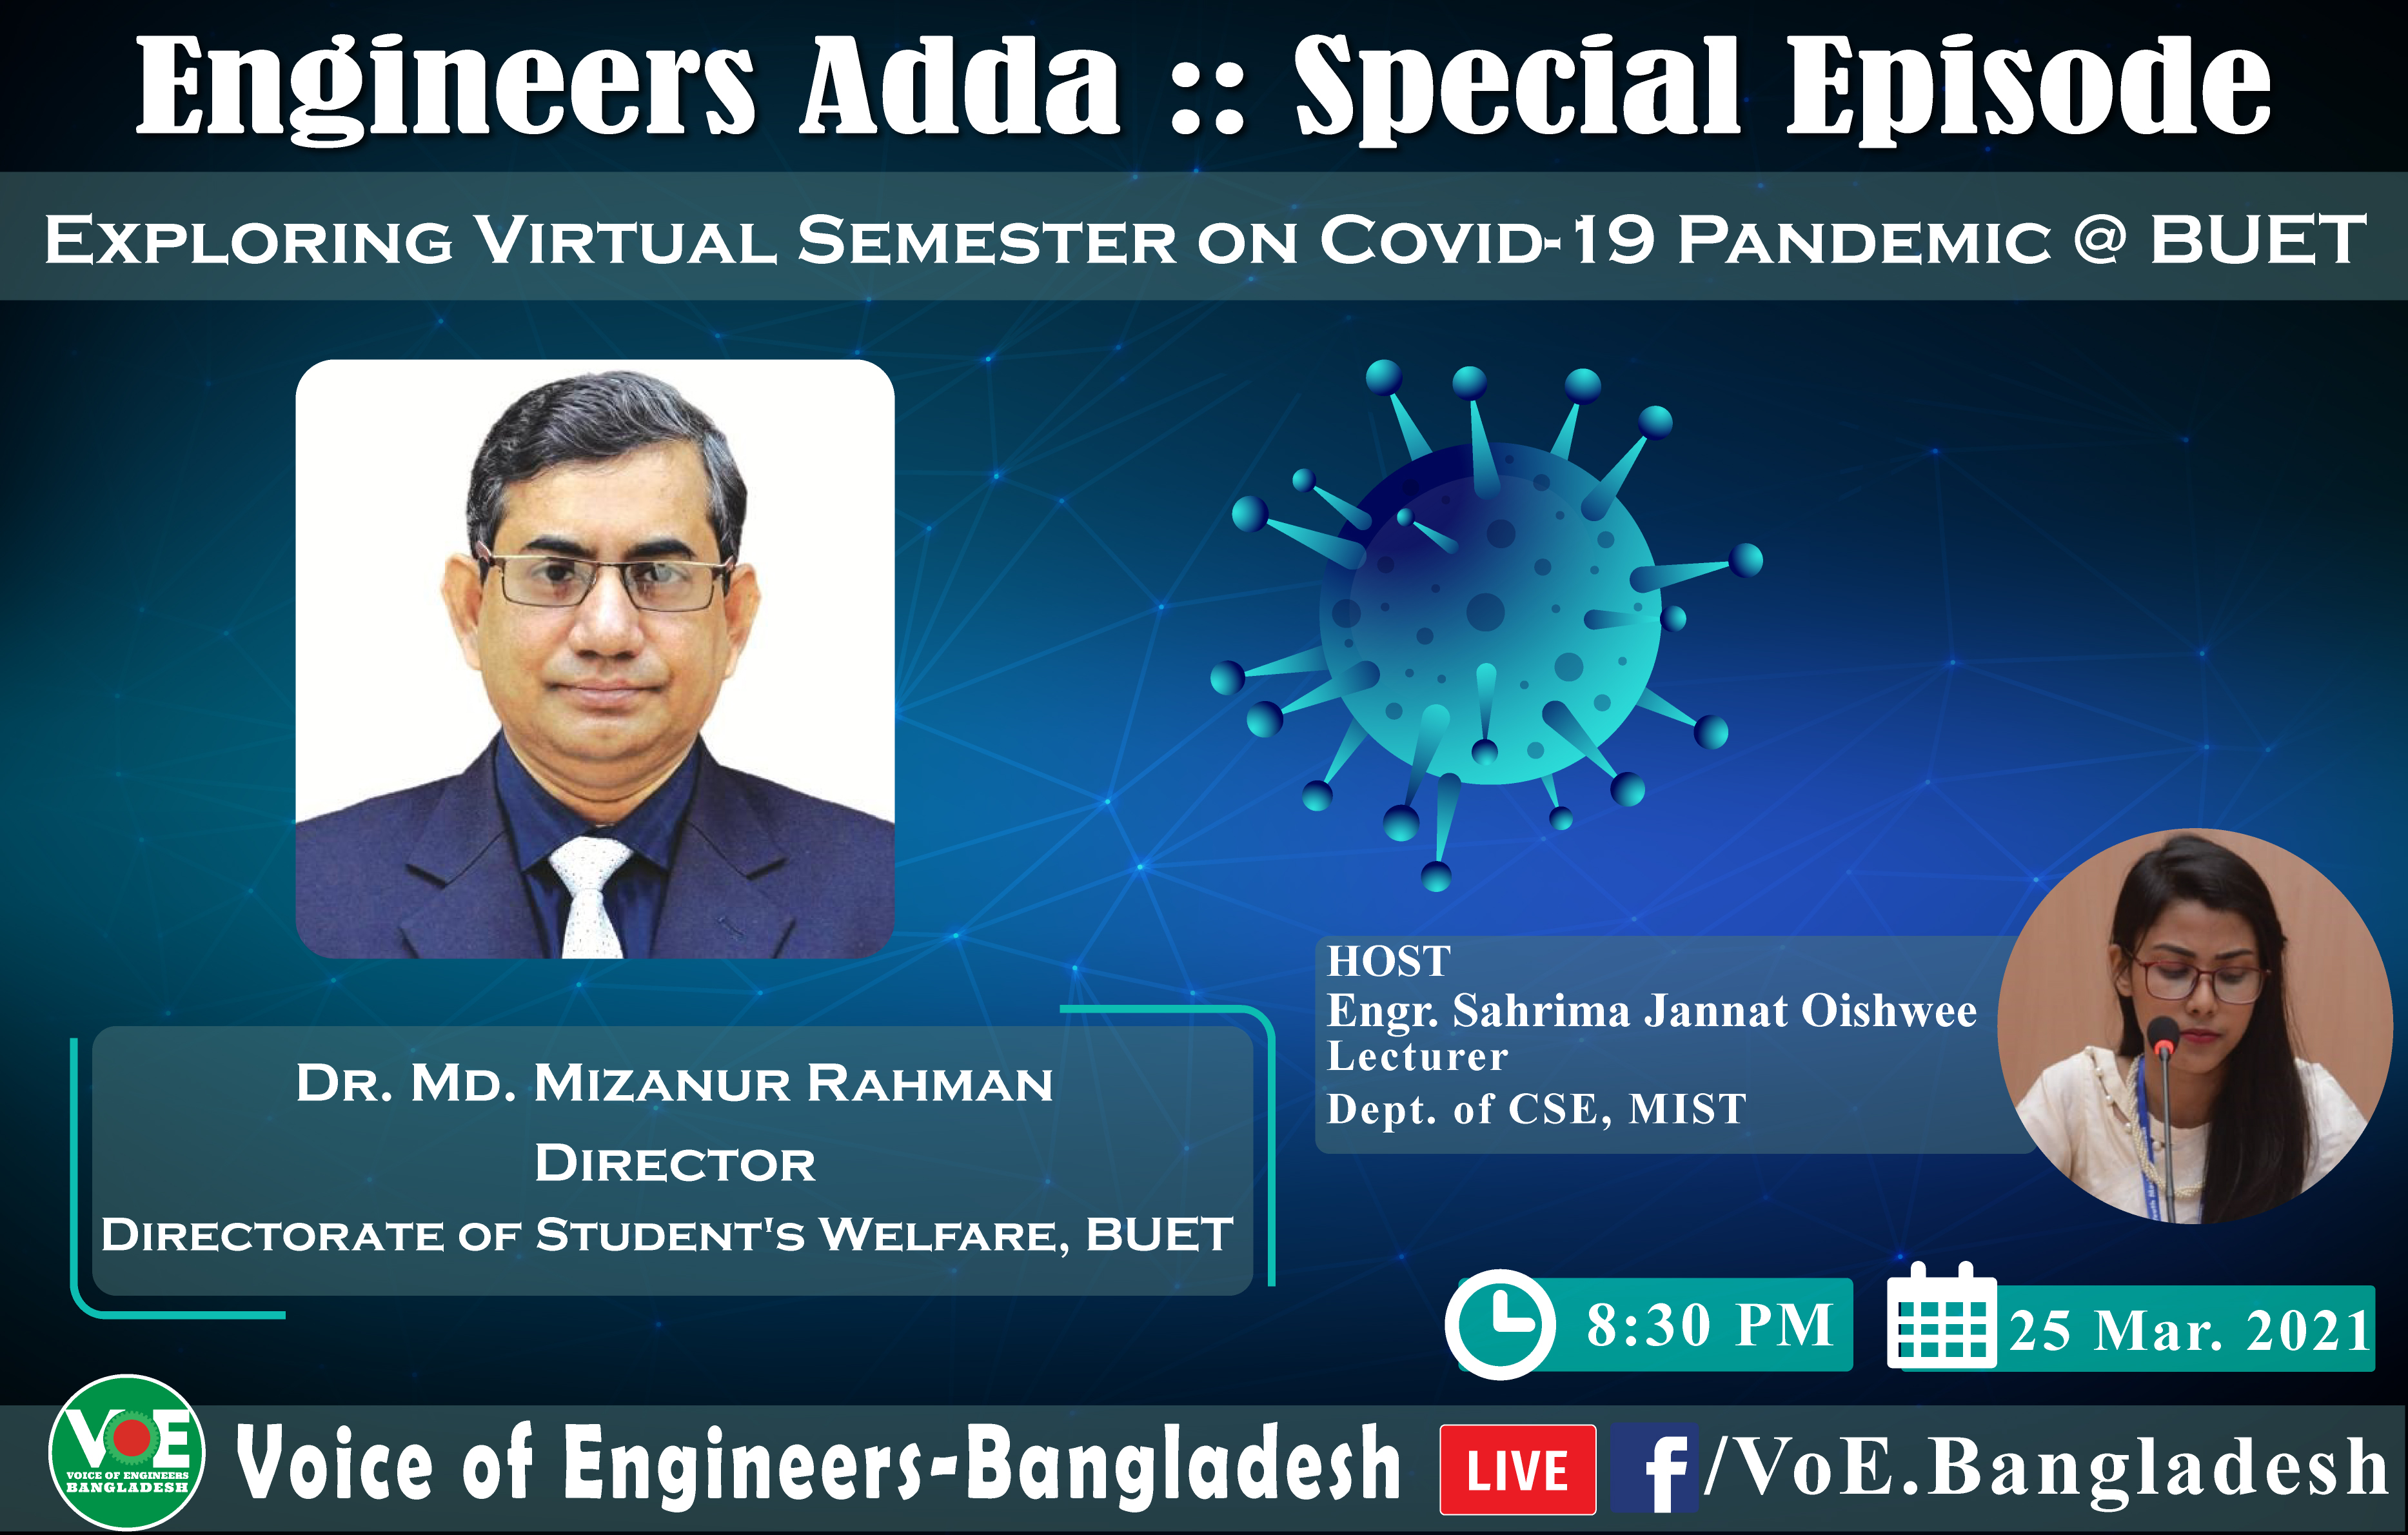 Engineers Adda :: Special Episode
Exploring Virtual Semester on Covid-19 Pandemic @ BUET
HOST
Engr. Sahrima Jannat Oishwee
Lecturer
Dept. of CSE, MIST
Dr. Md. Mizanur Rahman
Director
Directorate of Student's Welfare, BUET
8:30 PM
25 Mar. 2021
VOE
VOICE OF ENGINEERS
BANGLADESH
Voice of Engineers-Bangladesh
LIVE
f/VoE.Bangladesh